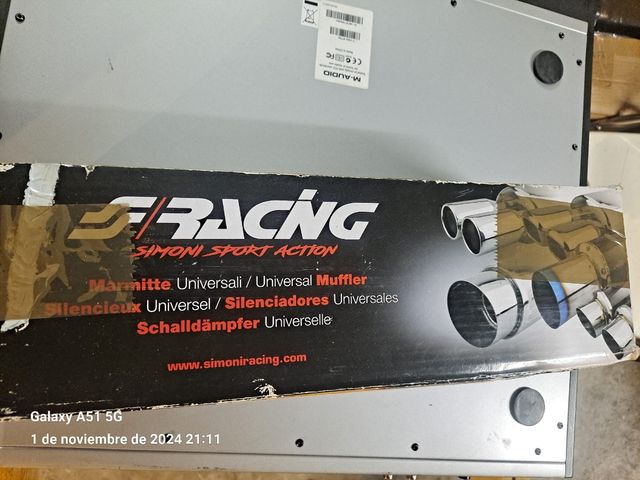 M-AUDIO
S/RACING
SIMONI SPORT ACTION
Marmitte Universali / Universal Muffler
Silencieux Universel / Silenciadores Universales
Schalldämpfer Universelle
www.simoniracing.com
Galaxy A51 5G
1 de noviembre de 2024 21:11